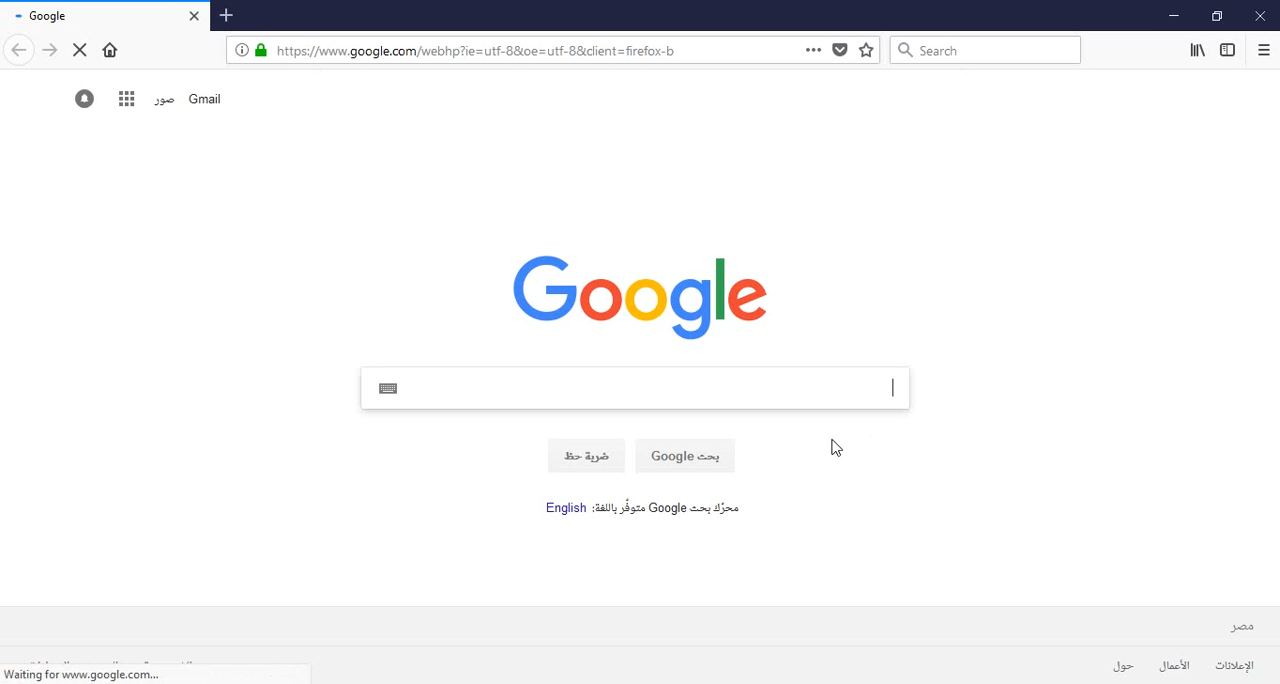 Google
https://www.google.com/webhp?ie=utf-8&oe=utf-8&client=firefox-b
Search
صور Gmail
Google
بحث Google
ضربة حظ
محرّك بحث Google متوفّر باللغة: English
مصر
الإعلانات الأعمال حول
Waiting for www.google.com...